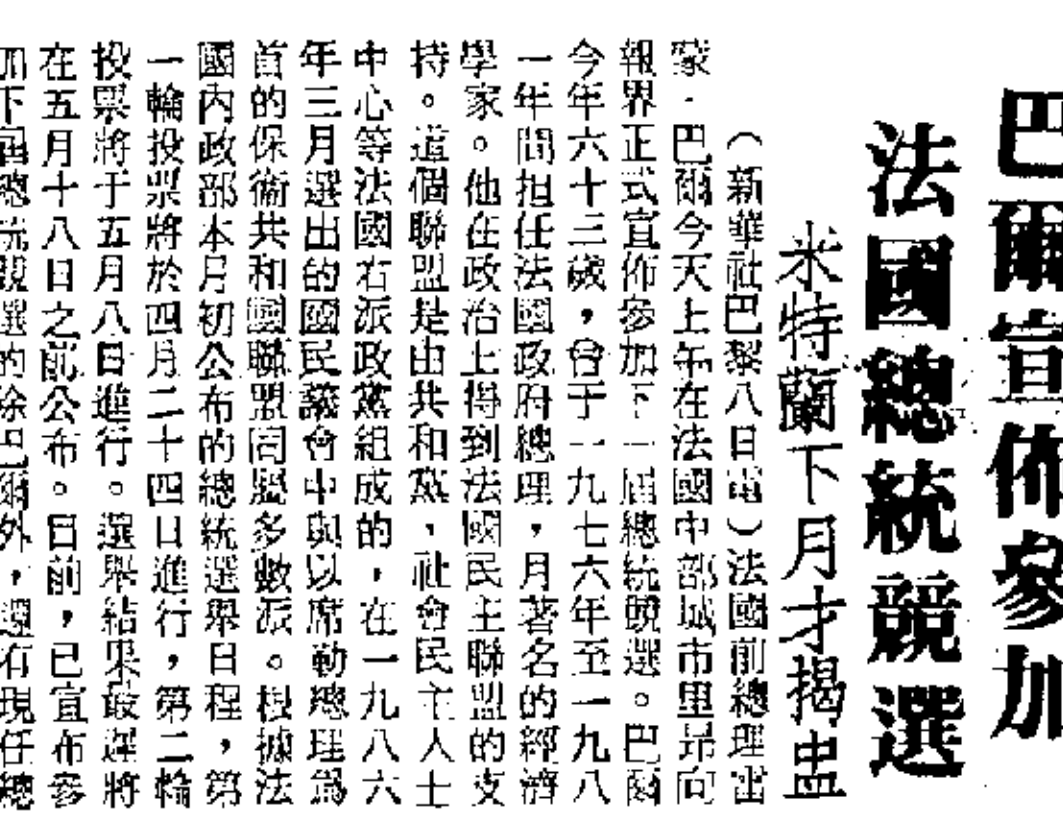 巴爾宣佈參加
法國總統競選
米特蘭下月才揭盅
（新華社巴黎八日電）法國前總理雷
蒙·巴爾今天上午在法國中部城市里昂向
報界正式宣佈參加下一屆總統競選。巴爾
今年六十三歲，曾于一九七六年至一九八
一年間担任法國政府總理，月著名的經濟
學家。他在政治上得到法國民主聯盟的支
持。道個聯盟是由共和黨、社會民主人士
中心等法國右派政黨組成的，在一九八六
年三月選出的國民議會中與以席勒總理爲
首的保衛共和國聯盟同屬多數派。根據法
國內政部本月初公布的總統選舉日程，第
一輪投票將於四月二十四日進行，第二輪
投票將于五月八日進行。選舉結果最遲將
在五月十八日之前公布。目前，已宣布參
加下屆總統競選的除巴爾外，還有現任總